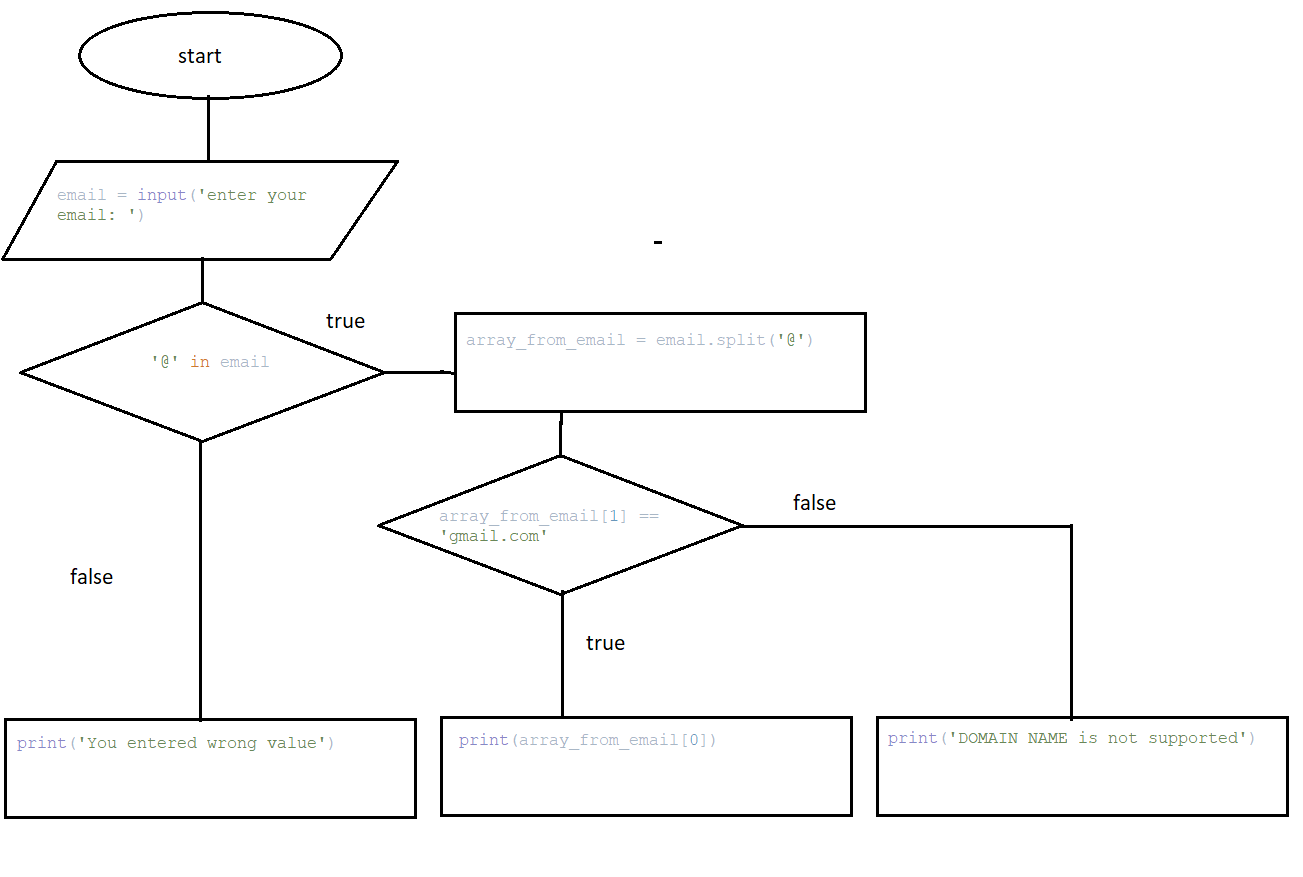 start
email = input('enter your
email: ')
true
'@' in email
array_from_email = email.split('@')
false
array_from_email[1] ==
'gmail.com'
false
true
print('You entered wrong value')
print(array_from_email[0])
print('DOMAIN NAME is not supported')